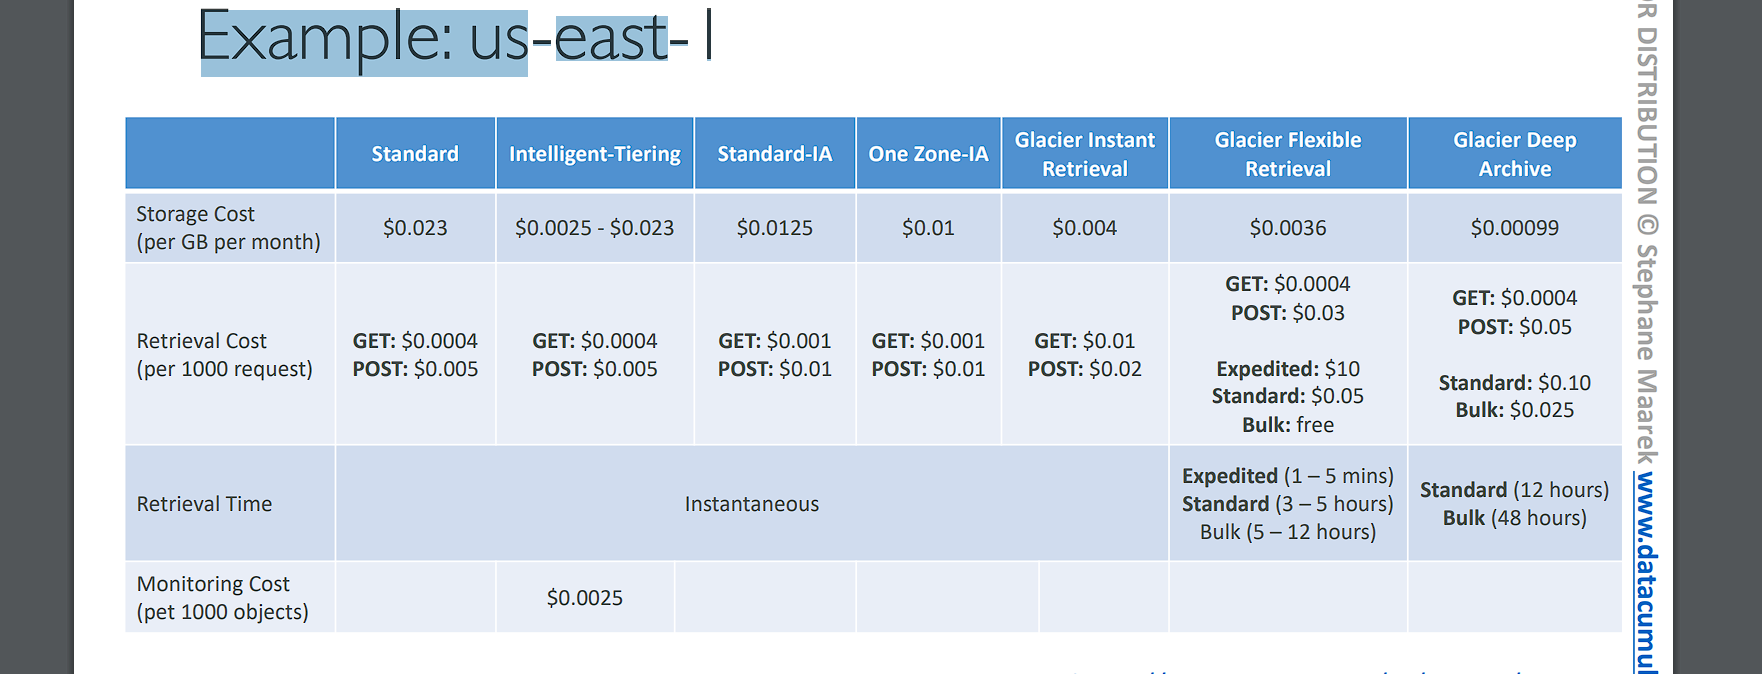 Example: us-east-1
Standard
Intelligent-Tiering
Standard-IA
One Zone-IA
Glacier Instant
Retrieval
Glacier Flexible
Retrieval
Glacier Deep
Archive
Storage Cost
(per GB per month)
$0.023
$0.0025 - $0.023
$0.0125
$0.01
$0.004
$0.0036
$0.00099
Retrieval Cost
(per 1000 request)
GET: $0.0004
POST: $0.005
GET: $0.0004
POST: $0.005
GET: $0.001
POST: $0.01
GET: $0.001
POST: $0.01
GET: $0.01
POST: $0.02
GET: $0.0004
POST: $0.03
Expedited: $10
Standard: $0.05
Bulk: free
GET: $0.0004
POST: $0.05
Standard: $0.10
Bulk: $0.025
Retrieval Time
Instantaneous
Expedited (1 – 5 mins)
Standard (3 – 5 hours)
Bulk (5 – 12 hours)
Standard (12 hours)
Bulk (48 hours)
Monitoring Cost
(pet 1000 objects)
$0.0025
R DISTRIBUTION © Stephane Maarek www.datacumul